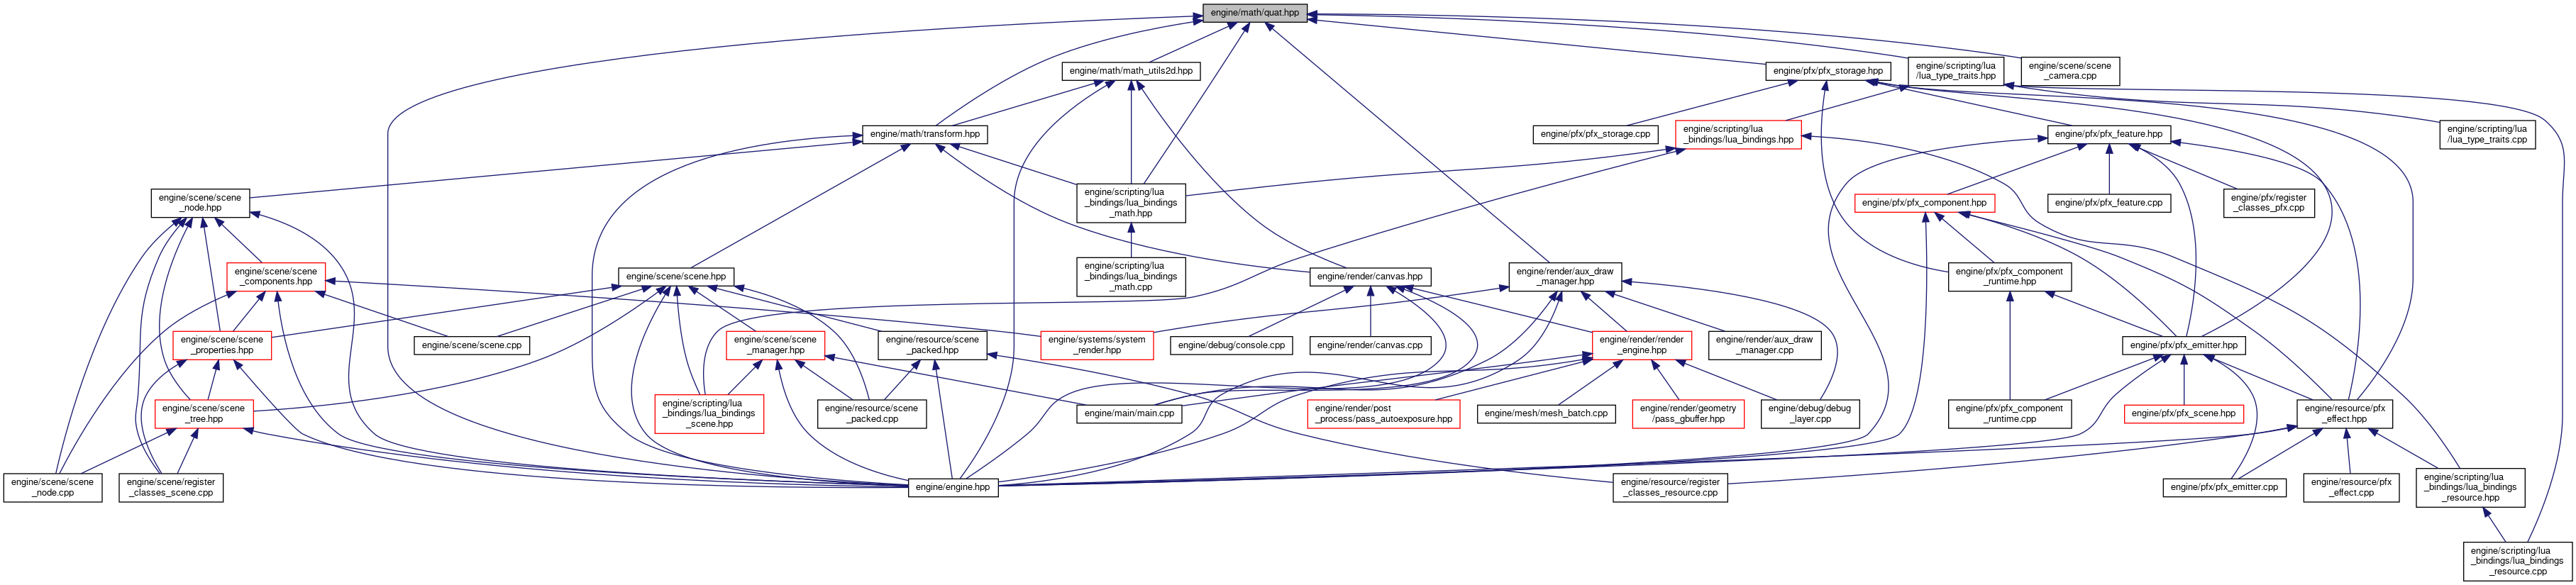 engine/math/quat.hpp
engine/math/math_utils2d.hpp
engine/pfx/pfx_storage.hpp
engine/scripting/lua
/lua_type_traits.hpp
engine/scene/scene
_camera.cpp
engine/math/transform.hpp
engine/pfx/pfx_storage.cpp
engine/scripting/lua
_bindings/lua_bindings.hpp
engine/pfx/pfx_feature.hpp
engine/scripting/lua
/lua_type_traits.cpp
engine/scene/scene
_node.hpp
engine/scripting/lua
_bindings/lua_bindings
_math.hpp
engine/pfx/pfx_component.hpp
engine/pfx/pfx_feature.cpp
engine/pfx/register
_classes_pfx.cpp
engine/scene/scene
_components.hpp
engine/scene/scene.hpp
engine/scripting/lua
_bindings/lua_bindings
_math.cpp
engine/render/canvas.hpp
engine/render/aux_draw
_manager.hpp
engine/pfx/pfx_component
_runtime.hpp
engine/scene/scene
_properties.hpp
engine/scene/scene.cpp
engine/scene/scene
_manager.hpp
engine/resource/scene
_packed.hpp
engine/systems/system
_render.hpp
engine/debug/console.cpp
engine/render/canvas.cpp
engine/render/render
_engine.hpp
engine/render/aux_draw
_manager.cpp
engine/pfx/pfx_emitter.hpp
engine/scene/scene
_tree.hpp
engine/scripting/lua
_bindings/lua_bindings
_scene.hpp
engine/resource/scene
_packed.cpp
engine/main/main.cpp
engine/render/post
_process/pass_autoexposure.hpp
engine/mesh/mesh_batch.cpp
engine/render/geometry
/pass_gbuffer.hpp
engine/debug/debug
_layer.cpp
engine/pfx/pfx_component
_runtime.cpp
engine/pfx/pfx_scene.hpp
engine/resource/pfx
_effect.hpp
engine/scene/scene
_node.cpp
engine/scene/register
_classes_scene.cpp
engine/engine.hpp
engine/resource/register
_classes_resource.cpp
engine/pfx/pfx_emitter.cpp
engine/resource/pfx
_effect.cpp
engine/scripting/lua
_bindings/lua_bindings
_resource.hpp
engine/scripting/lua
_bindings/lua_bindings
_resource.cpp